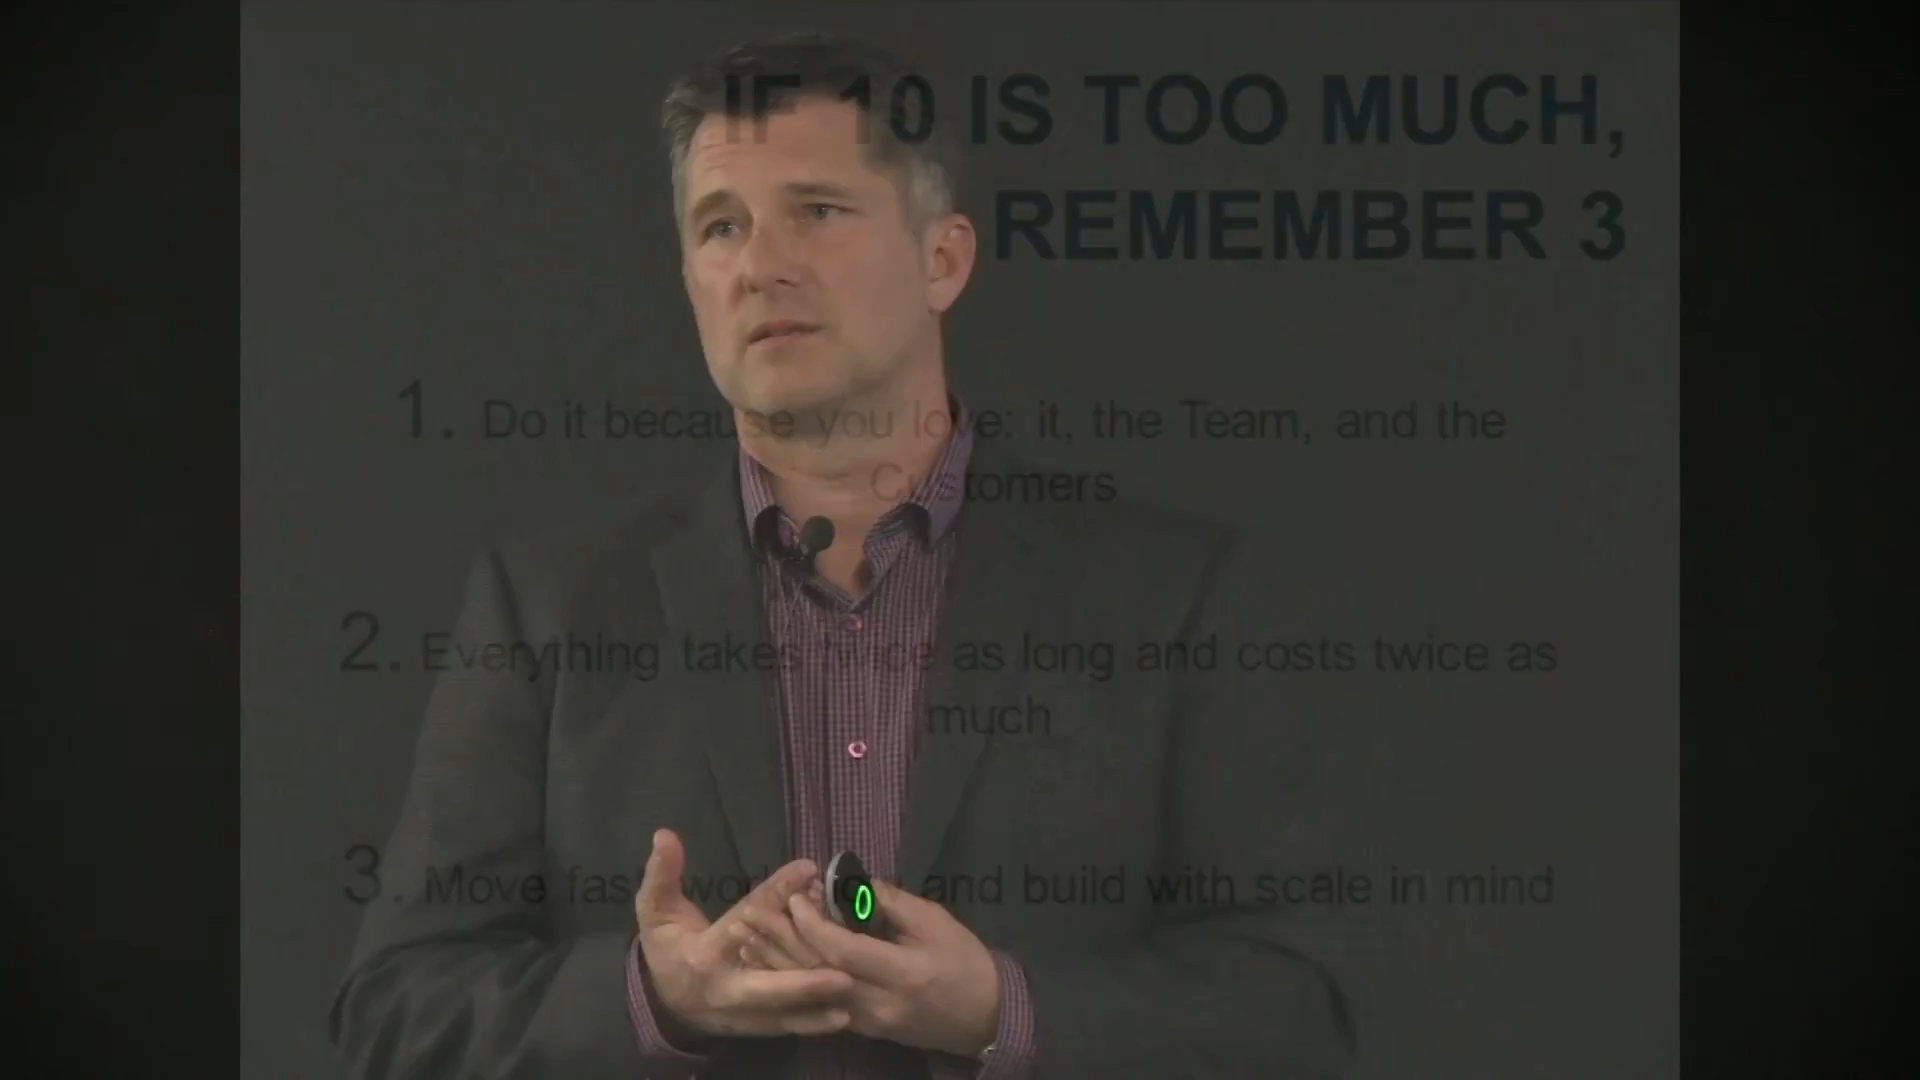 IF 10 IS TOO MUCH,
REMEMBER 3
1. Do it because you love: it, the Team, and the
Customers
2. Everything takes twice as long and costs twice as
much
3. Move fast, work and build with scale in mind